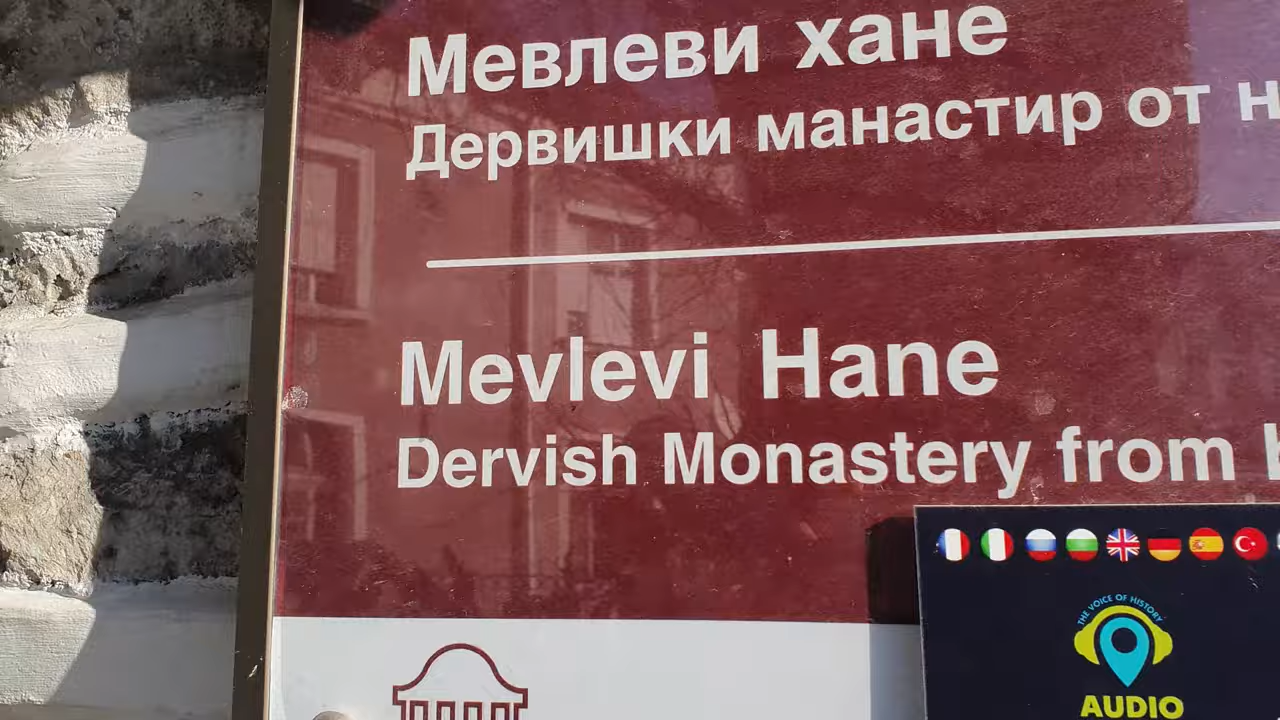 Мевлеви хане
Дервишки манастир от
Mevlevi Hane
Dervish Monastery from
THE VOICE OF HISTORY
AUDIO